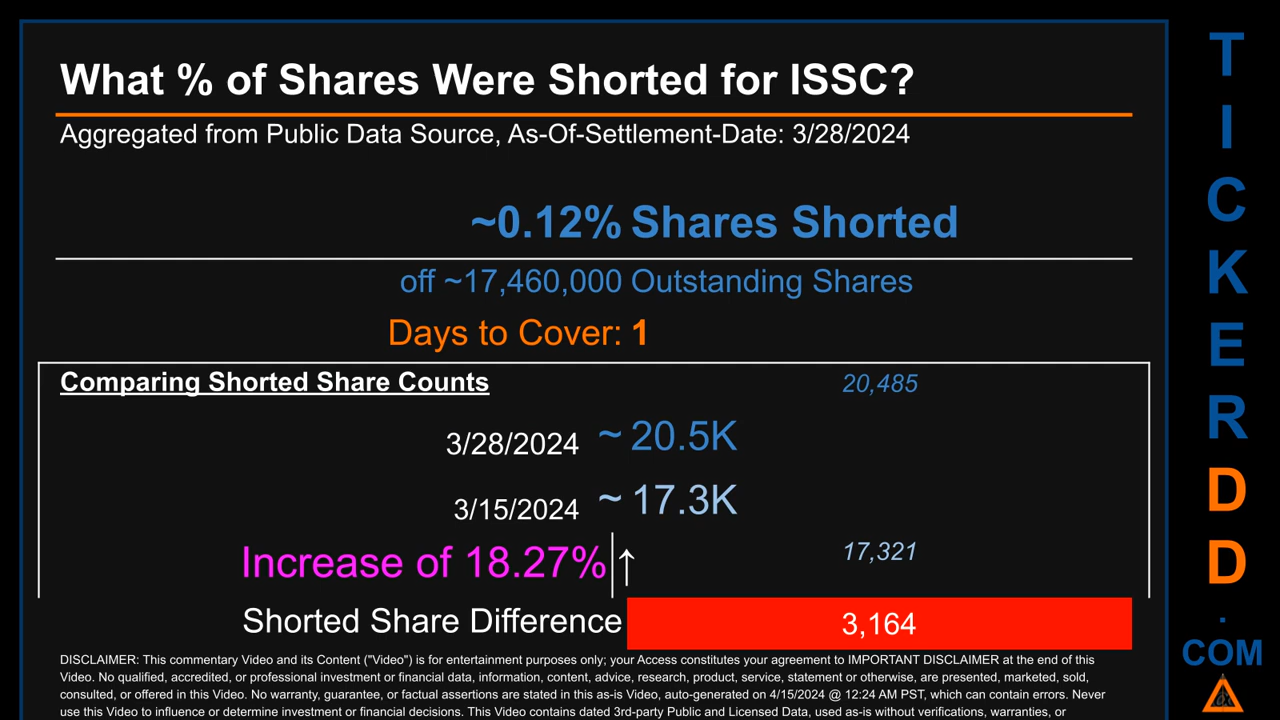 What % of Shares Were Shorted for ISSC?
Aggregated from Public Data Source, As-Of-Settlement-Date: 3/28/2024
~0.12% Shares Shorted
off ~17,460,000 Outstanding Shares
Days to Cover: 1
Comparing Shorted Share Counts
20,485
3/28/2024 ~ 20.5K
3/15/2024 ~ 17.3K
Increase of 18.27% ↑
17,321
Shorted Share Difference 3,164
DISCLAIMER: This commentary Video and its Content ("Video") is for entertainment purposes only; your Access constitutes your agreement to IMPORTANT DISCLAIMER at the end of this
Video. No qualified, accredited, or professional investment or financial data, information, content, advice, research, product, service, statement or otherwise, are presented, marketed, sold,
consulted, or offered in this Video. No warranty, guarantee, or factual assertions are stated in this as-is Video, auto-generated on 4/15/2024 @ 12:24 AM PST, which can contain errors. Never
use this Video to influence or determine investment or financial decisions. This Video contains dated 3rd-party Public and Licensed Data, used as-is without verifications, warranties, or
T
I
C
K
E
R
D
D
.
COM